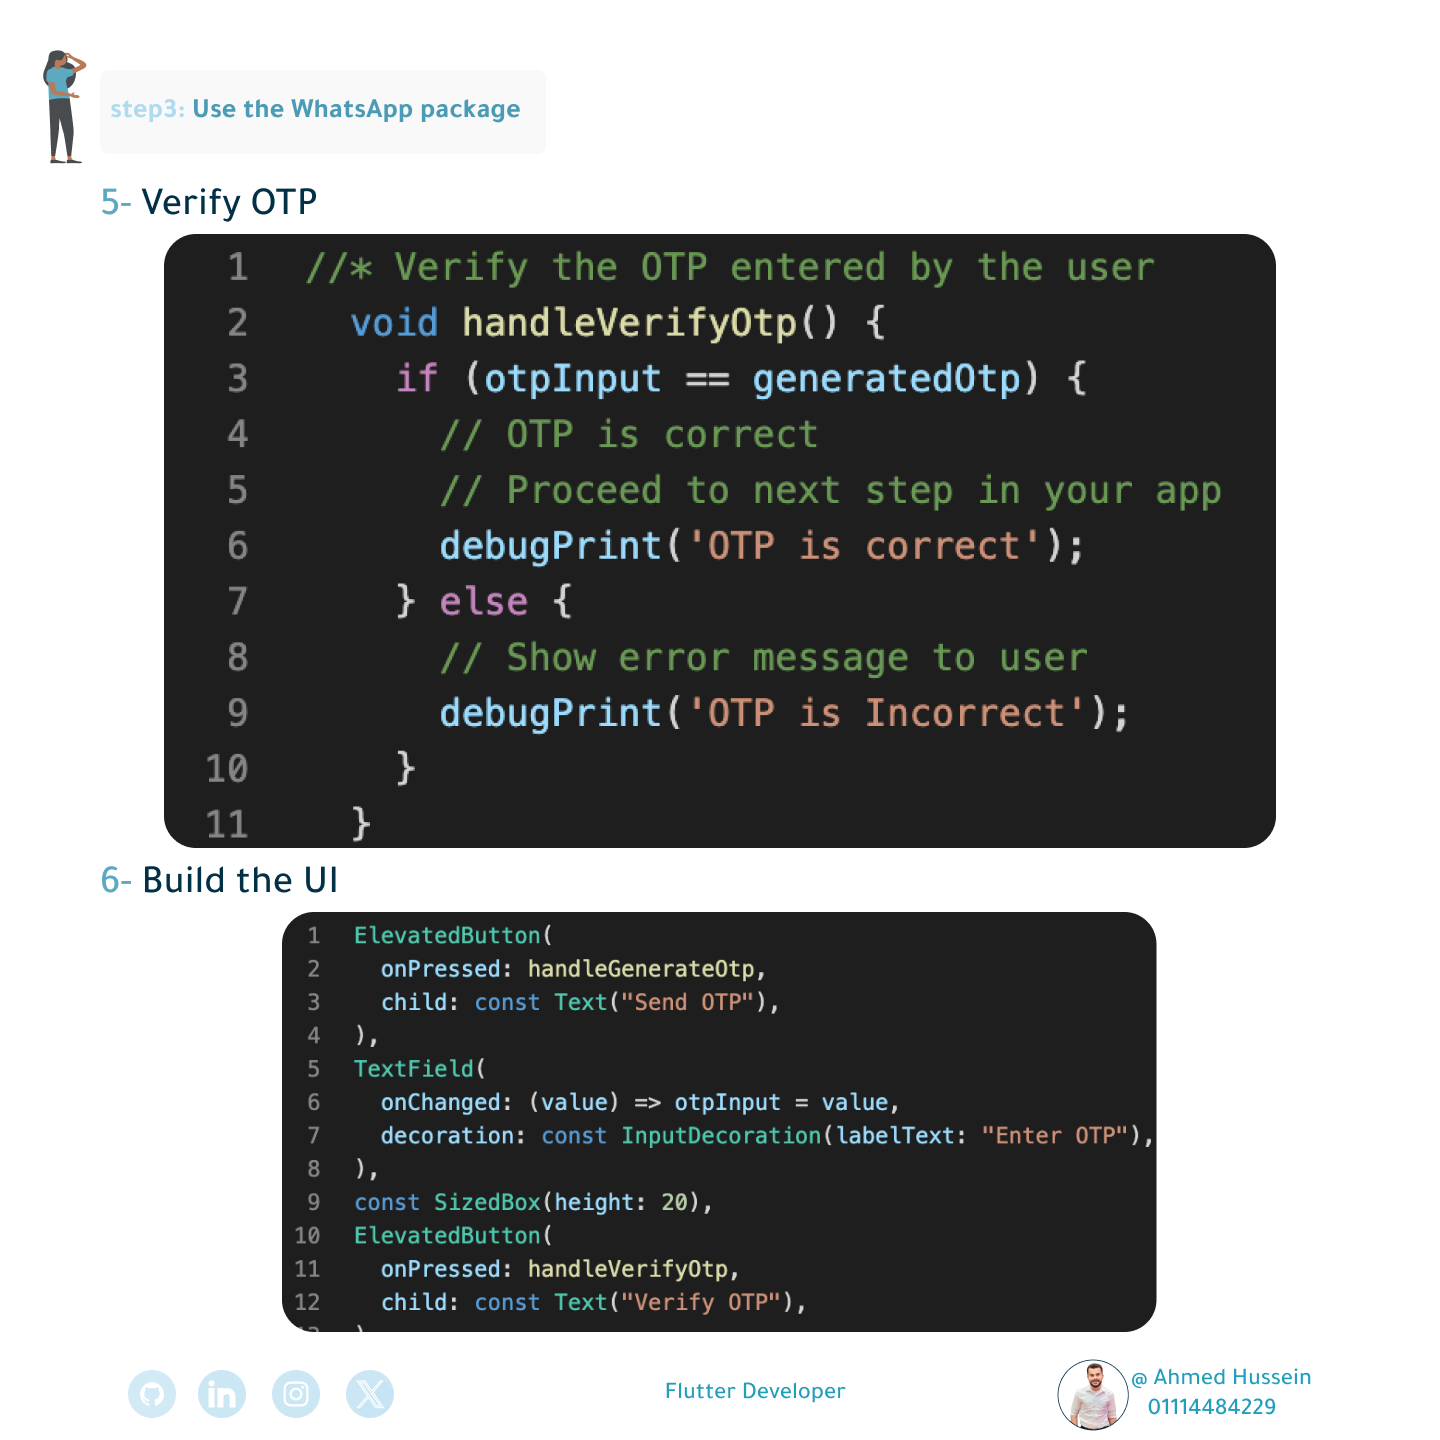 step3: Use the WhatsApp package
5- Verify OTP
1 //* Verify the OTP entered by the user
2 void handleVerifyOtp() {
3 if (otpInput == generatedOtp) {
4 // OTP is correct
5 // Proceed to next step in your app
6 debugPrint('OTP is correct');
7 } else {
8 // Show error message to user
9 debugPrint('OTP is Incorrect');
10 }
11 }
6- Build the UI
1 ElevatedButton(
2 onPressed: handleGenerateOtp,
3 child: const Text("Send OTP"),
4 ),
5 TextField(
6 onChanged: (value) => otpInput = value,
7 decoration: const InputDecoration(labelText: "Enter OTP"),
8 ),
9 const SizedBox(height: 20),
10 ElevatedButton(
11 onPressed: handleVerifyOtp,
12 child: const Text("Verify OTP"),
Flutter Developer
@ Ahmed Hussein
01114484229